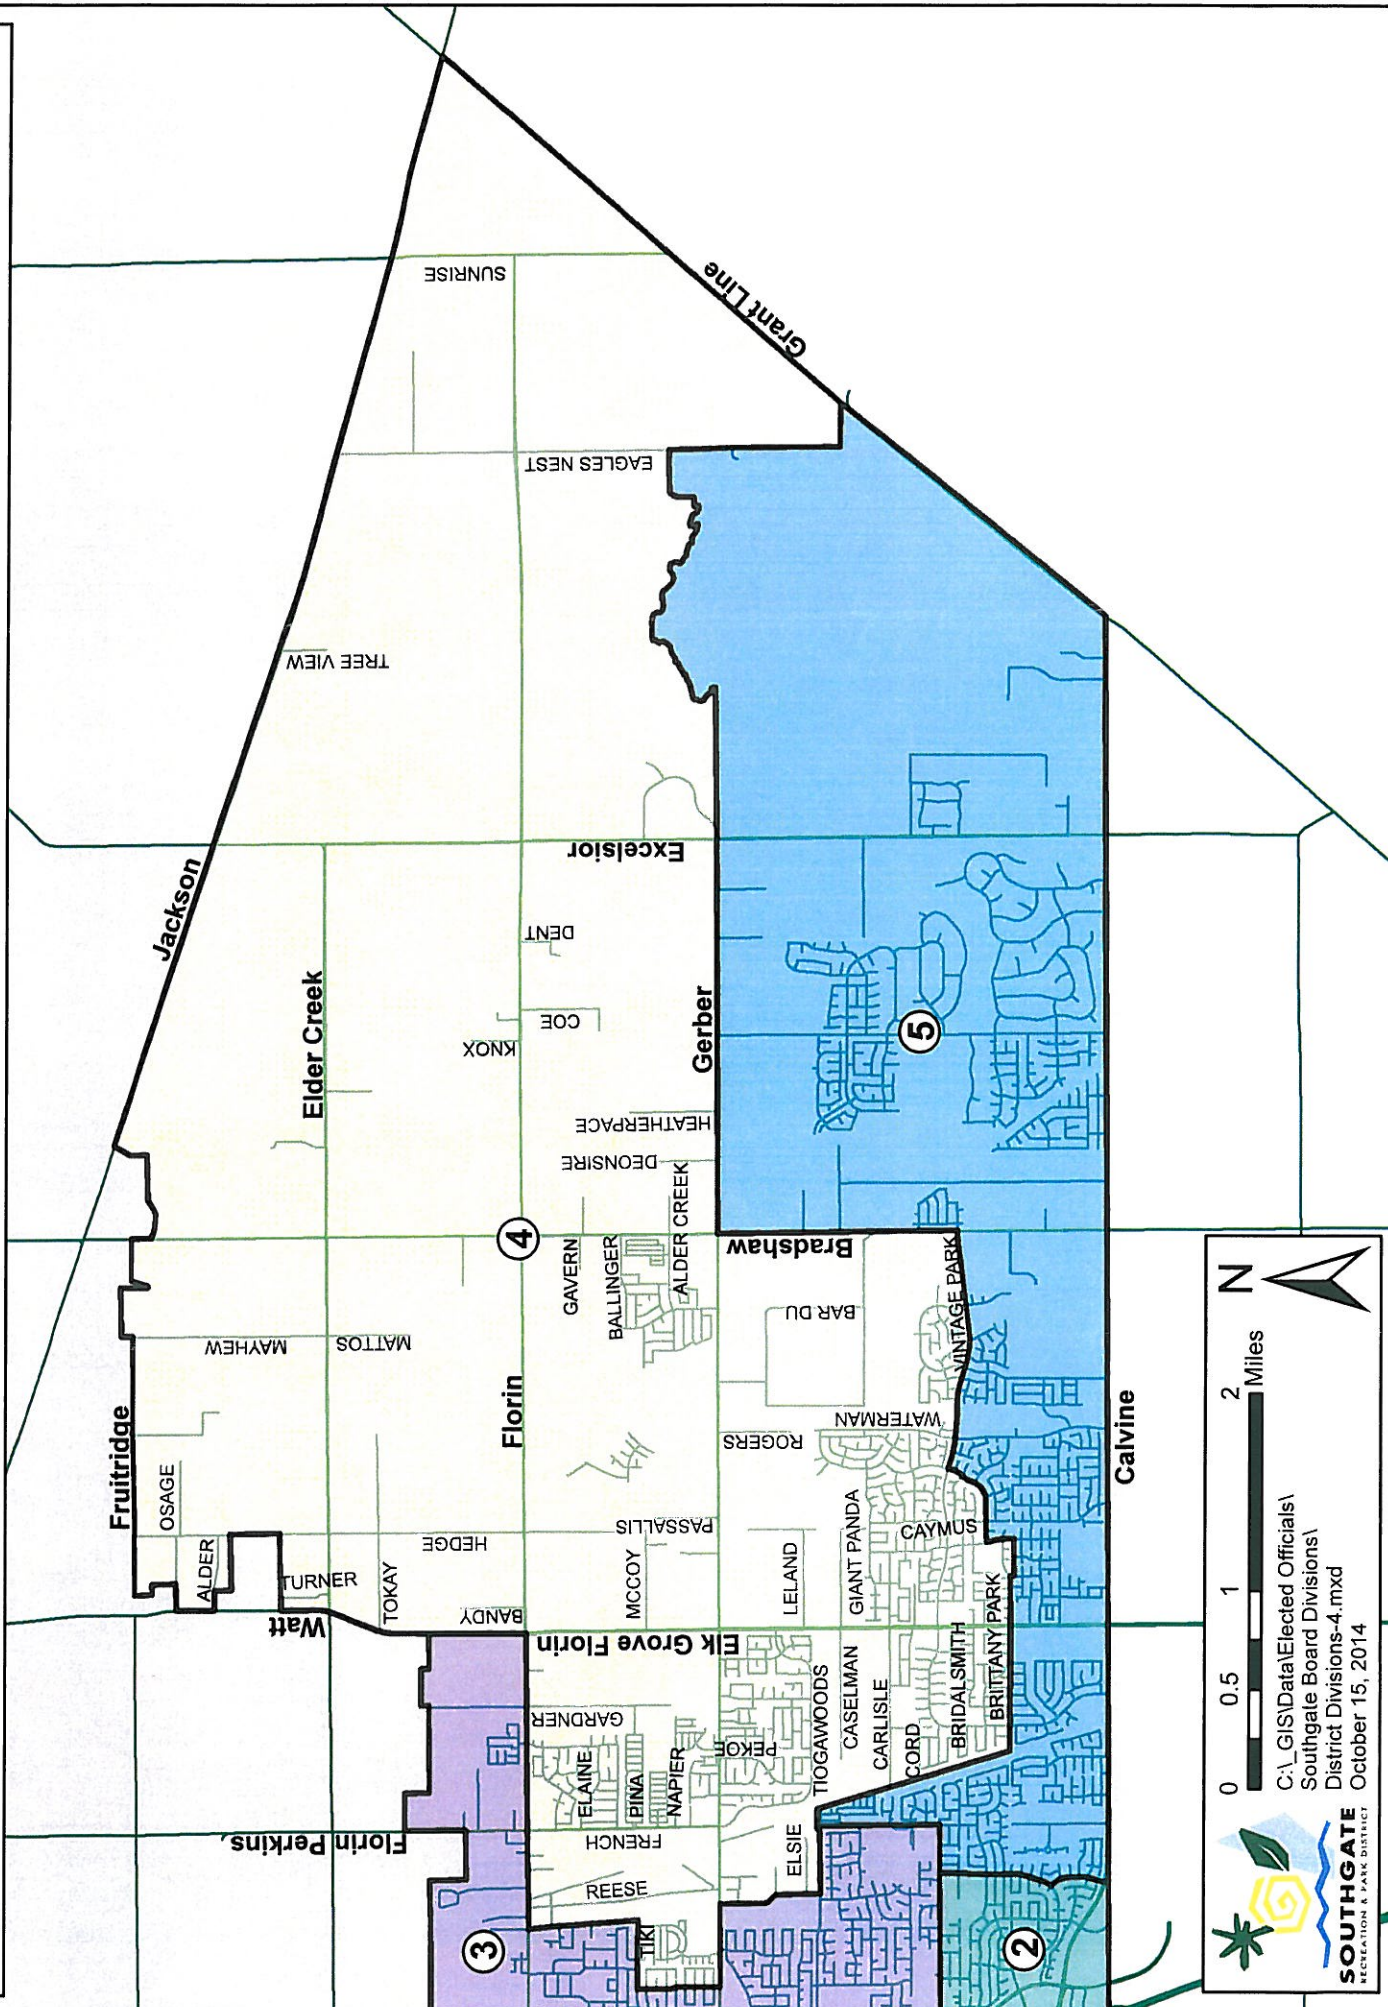 Jackson
Grant Line
SUNRISE
EAGLES NEST
TREE VIEW
Excelsior
Elder Creek
DENT
COE
KNOX
Gerber
HEATHERPACE
DEONSIRE
ALDER CREEK
5
4
GAVERN
BALLINGER
Bradshaw
VINTAGE PARK
BAR DU
MAYHEW
MATTOS
Fruitridge
Florin
WATERMAN
ROGERS
Calvine
OSAGE
ALDER
TURNER
HEDGE
TOKAY
BANDY
PASSALLIS
MCCOY
LELAND
GIANT PANDA
CAYMUS
Watt
Elk Grove Florin
TIOGAWOODS
CASELMAN
CARLISLE
CORD
BRIDALSMITH
BRITTANY PARK
GARDNER
ELAINE
PINA
NAPIER
PEKOE
Florin Perkins
FRENCH
REESE
ELSIE
TIKI
3
2
N
0 0.5 1 2
Miles
C:\_GIS\Data\Elected Officials\
Southgate Board Divisions\
District Divisions-4.mxd
October 15, 2014
SOUTHGATE
RECREATION & PARK DISTRICT